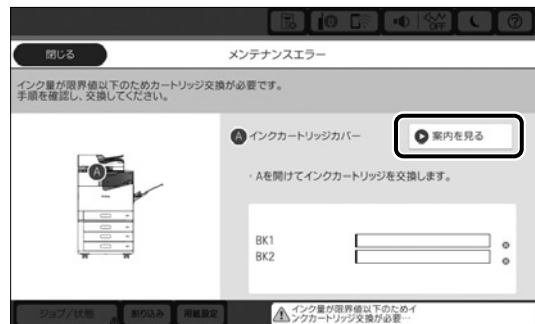 閉じる
メンテナンスエラー
インク量が限界値以下のためカートリッジ交換が必要です。
手順を確認し、交換してください。
A インクカートリッジカバー
案内を見る
A
・Aを開けてインクカートリッジを交換します。
BK1
BK2
ジョブ/状態
割り込み
用紙設定
インク量が限界値以下のためイ
ンクカートリッジ交換が必要…